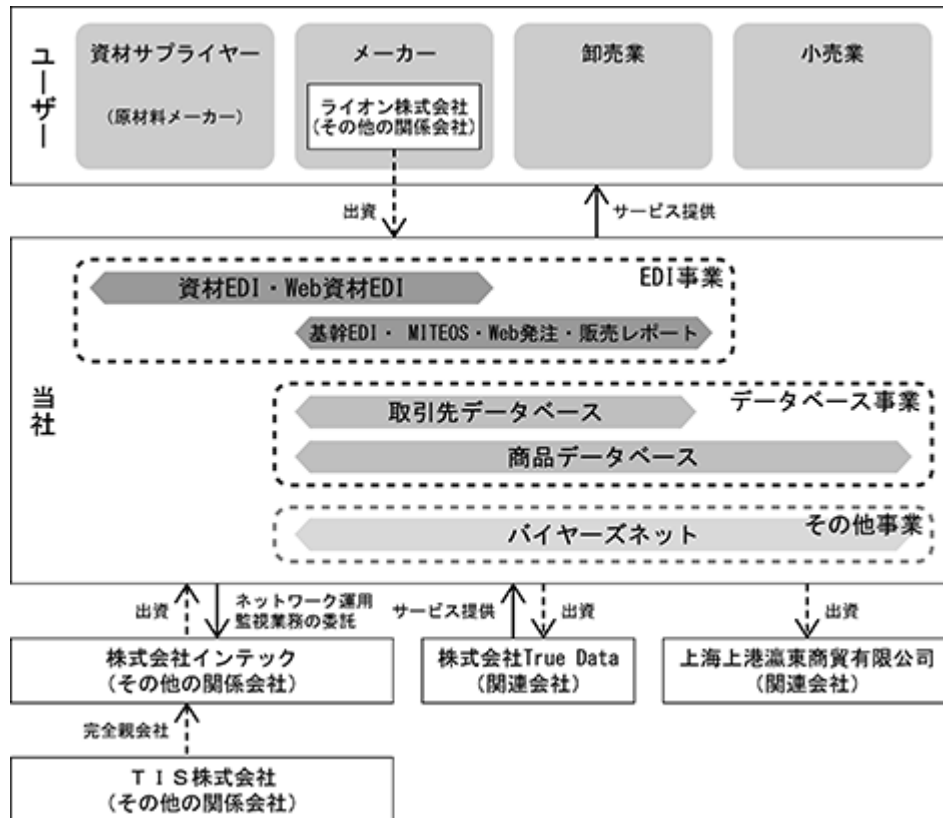 ユーザー
資材サプライヤー
(原材料メーカー)
メーカー
ライオン株式会社
(その他の関係会社)
卸売業
小売業
出資
サービス提供
当社
EDI事業
資材EDI・Web資材EDI
基幹EDI・ MITEOS・Web発注・販売レポート
データベース事業
取引先データベース
商品データベース
その他事業
バイヤーズネット
出資
ネットワーク運用
監視業務の委託
サービス提供
出資
出資
株式会社インテック
(その他の関係会社)
株式会社True Data
(関連会社)
上海上港瀛東商貿有限公司
(関連会社)
完全親会社
TIS株式会社
(その他の関係会社)